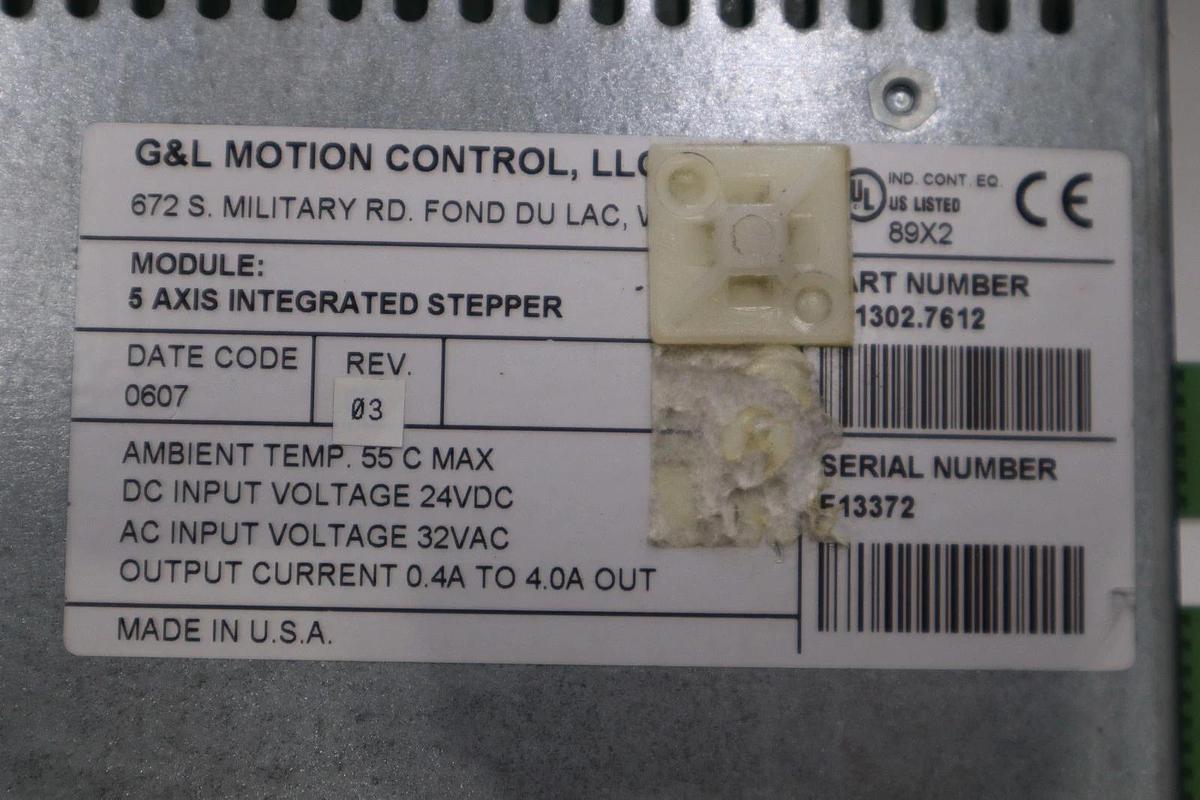 G&L MOTION CONTROL, LLC
672 S. MILITARY RD. FOND DU LAC,
UL IND. CONT. EQ.
US LISTED
89X2
CE
MODULE:
5 AXIS INTEGRATED STEPPER
DATE CODE
0607
REV.
Ø3
AMBIENT TEMP. 55 C MAX
DC INPUT VOLTAGE 24VDC
AC INPUT VOLTAGE 32VAC
OUTPUT CURRENT 0.4A TO 4.0A OUT
MADE IN U.S.A.
ART NUMBER
1302.7612
SERIAL NUMBER
F13372